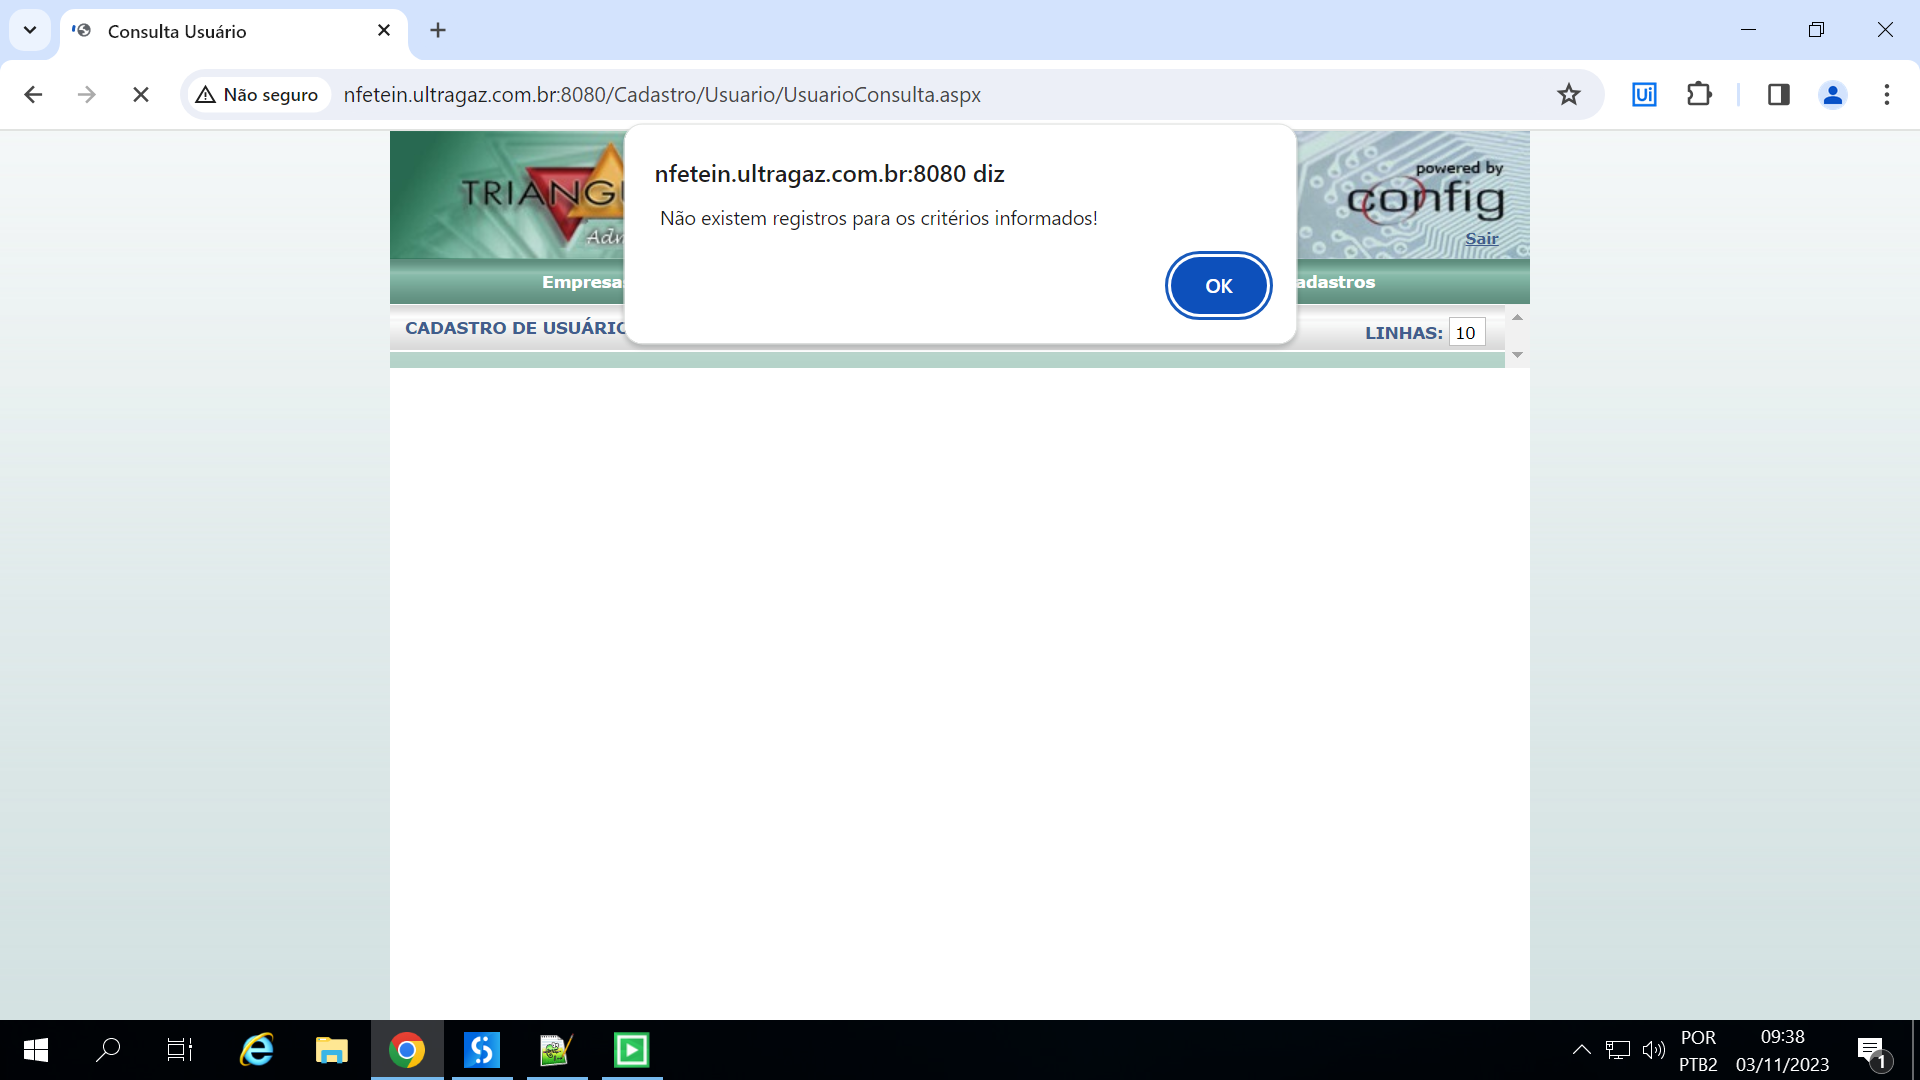 Consulta Usuário
Não seguro
nfetein.ultragaz.com.br:8080/Cadastro/Usuario/UsuarioConsulta.aspx
Ui
nfetein.ultragaz.com.br:8080 diz
Não existem registros para os critérios informados!
OK
TRIANGU
powered by
config
Sair
Empresa
adastros
CADASTRO DE USUÁRIO
LINHAS: 10
POR
PTB2
09:38
03/11/2023
1